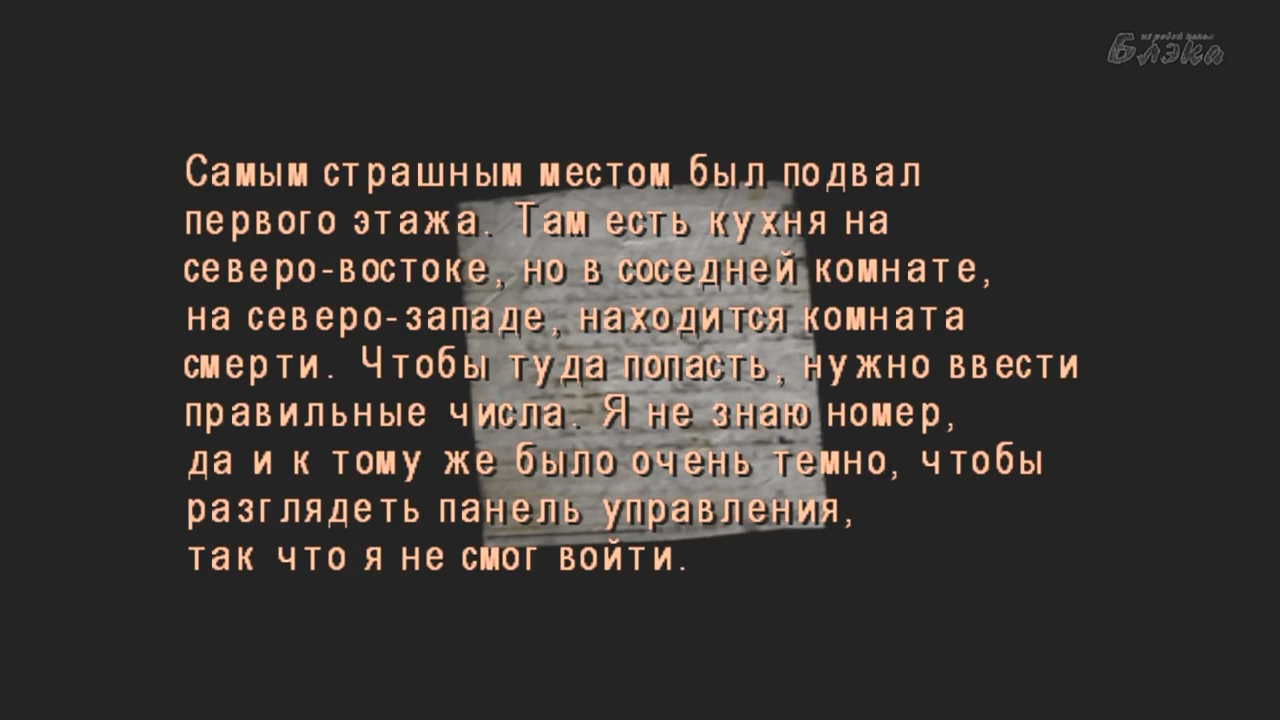 Блэка
Самым страшным местом был подвал
первого этажа. Там есть кухня на
северо-востоке, но в соседней комнате,
на северо-западе, находится комната
смерти. Чтобы туда попасть, нужно ввести
правильные числа. Я не знаю номер,
да и к тому же было очень темно, чтобы
разглядеть панель управления,
так что я не смог войти.